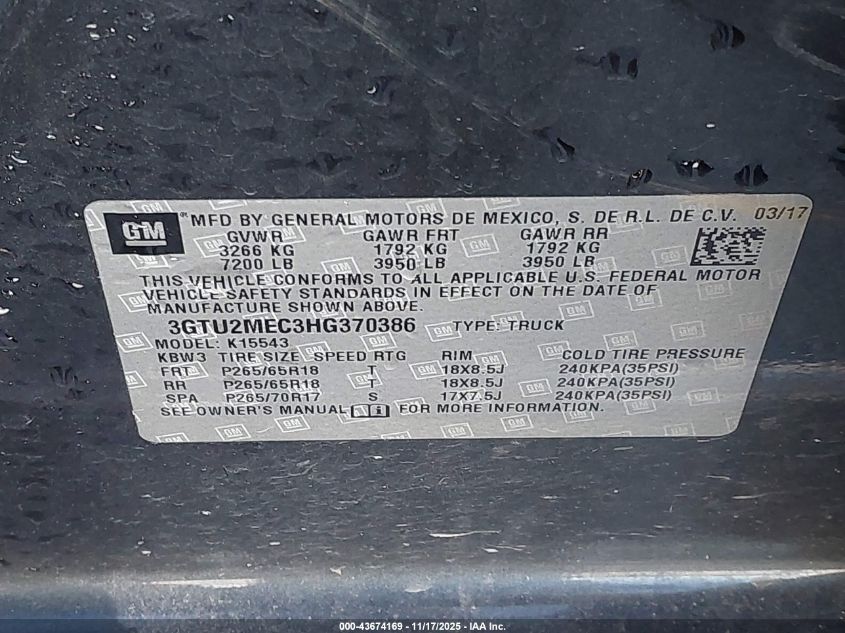 GM ® MFD BY GENERAL MOTORS DE MEXICO, S. DE R.L. DE C.V. 03/17
GVWR GAWR FRT GAWR RR
3266 KG 1792 KG 1792 KG
7200 LB 3950 LB 3950 LB
THIS VEHICLE CONFORMS TO ALL APPLICABLE U.S. FEDERAL MOTOR
VEHICLE SAFETY STANDARDS IN EFFECT ON THE DATE OF
MANUFACTURE SHOWN ABOVE.
3GTU2MEC3HG370386 TYPE: TRUCK
MODEL: K15543
KBW3 TIRE SIZE SPEED RTG RIM COLD TIRE PRESSURE
FRT P265/65R18 T 18X8.5J 240KPA(35PSI)
RR P265/65R18 T 18X8.5J 240KPA(35PSI)
SPA P265/70R17 S 17X7.5J 240KPA(35PSI)
SEE OWNER'S MANUAL FOR MORE INFORMATION.
000-43674169 - 11/17/2025 - IAA, Inc.